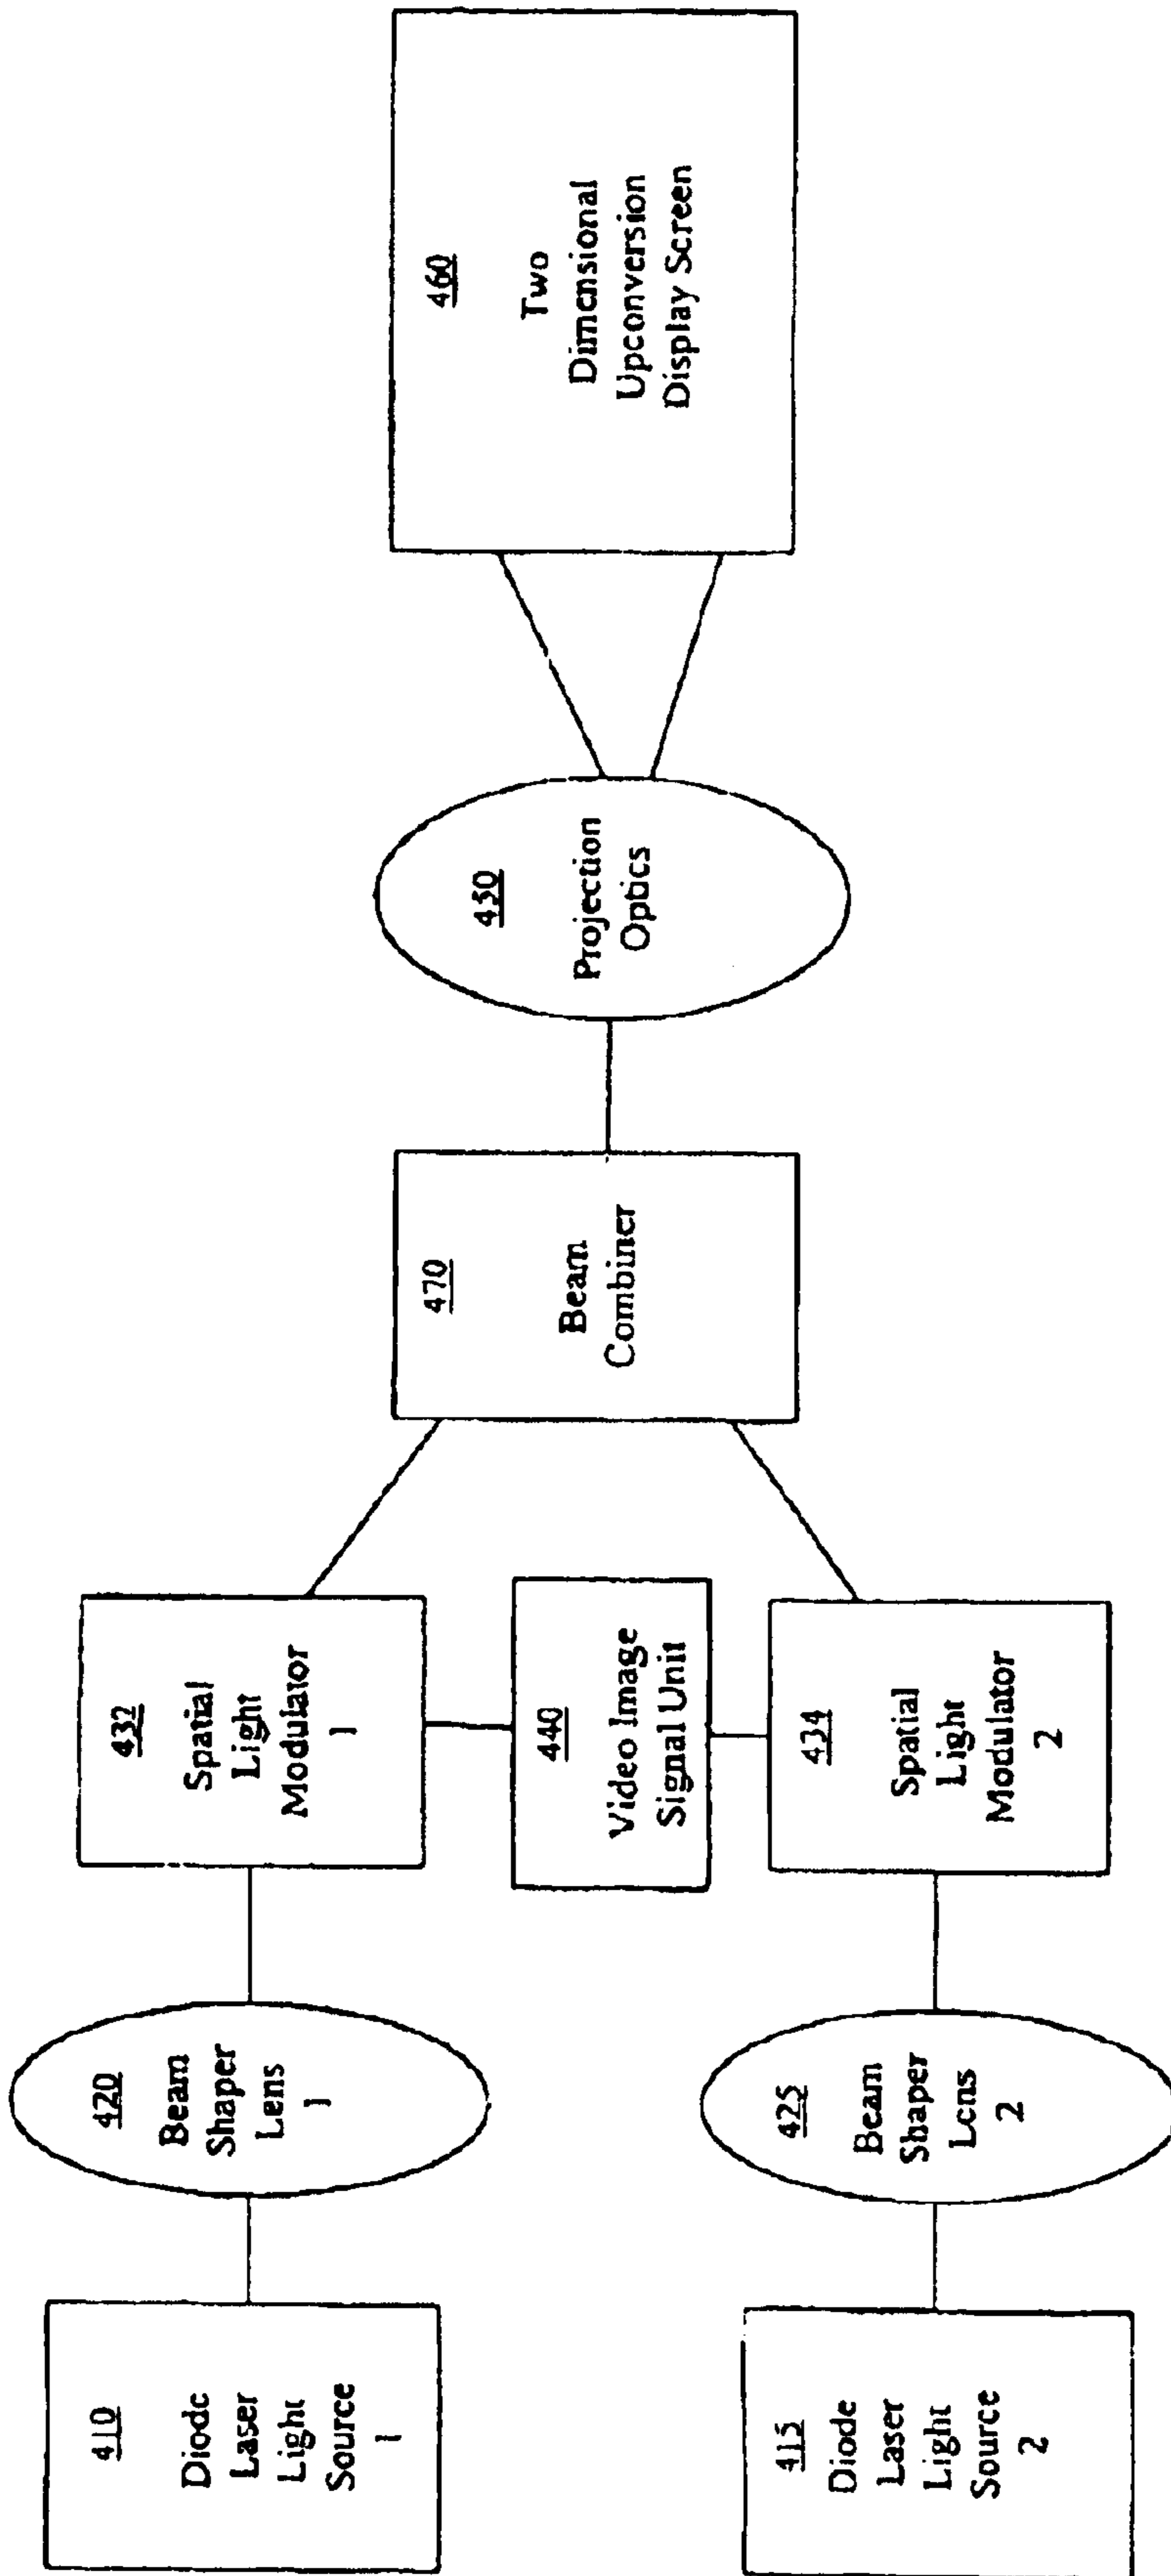 410
Diode
Laser
Light
Source
1
420
Beam
Shaper
Lens
1
432
Spatial
Light
Modulator
1
440
Video Image
Signal Unit
415
Diode
Laser
Light
Source
2
425
Beam
Shaper
Lens
2
434
Spatial
Light
Modulator
2
470
Beam
Combiner
450
Projection
Optics
460
Two
Dimensional
Upconversion
Display Screen